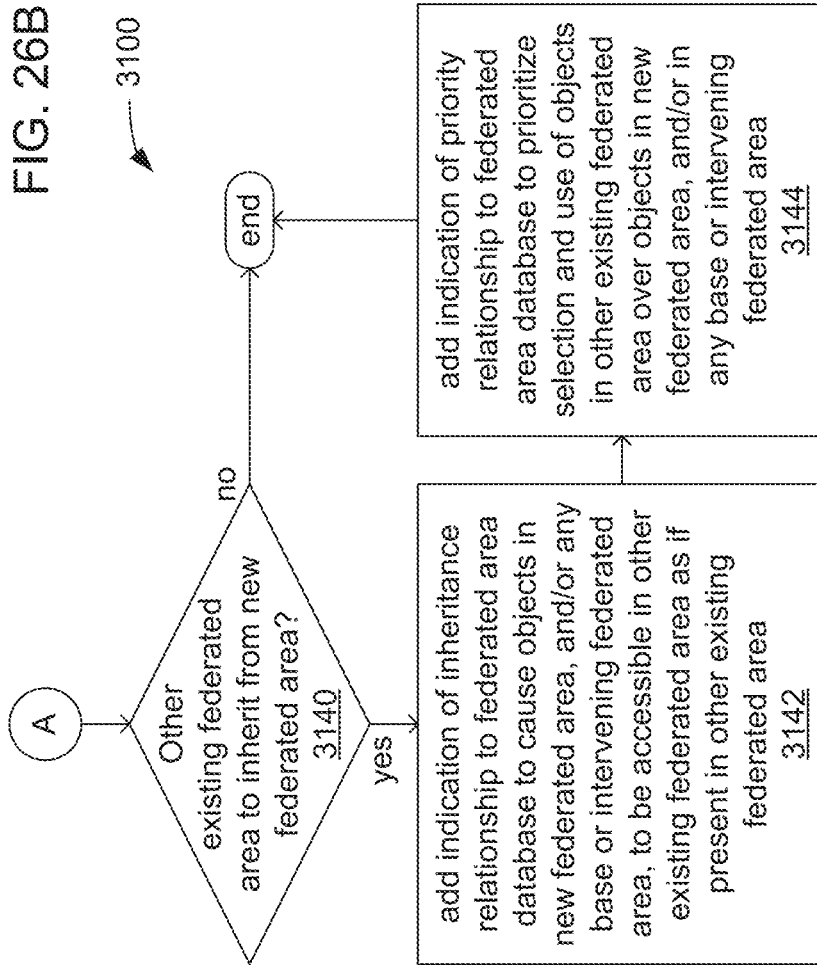 FIG. 26B
3100
A
Other
existing federated
area to inherit from new
federated area?
3140
no
yes
end
add indication of inheritance
relationship to federated area
database to cause objects in
new federated area, and/or any
base or intervening federated
area, to be accessible in other
existing federated area as if
present in other existing
federated area
3142
add indication of priority
relationship to federated
area database to prioritize
selection and use of objects
in other existing federated
area over objects in new
federated area, and/or in
any base or intervening
federated area
3144